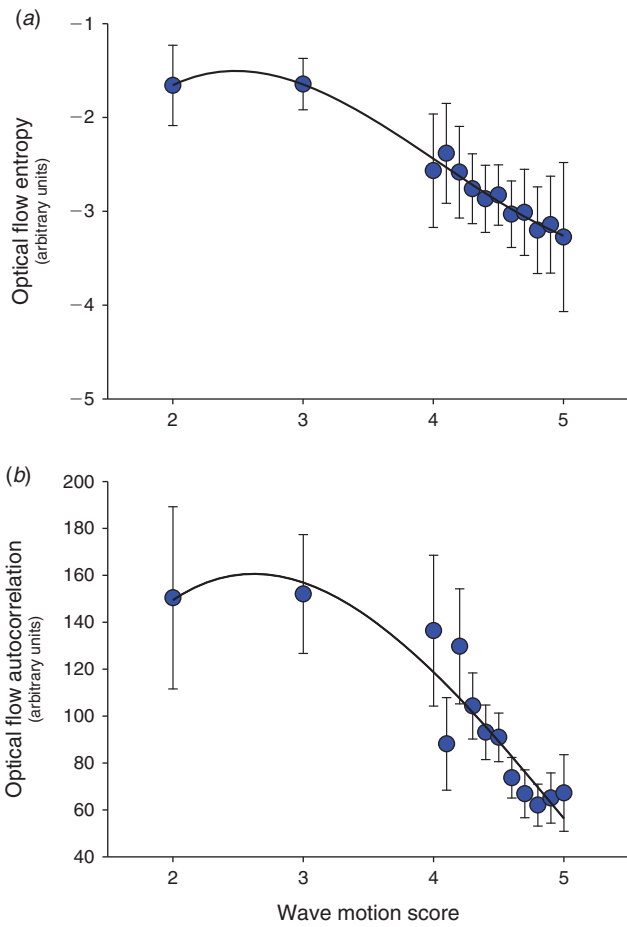 (a)
−1
−2
−3
−4
−5
Optical flow entropy
(arbitrary units)
2 3 4 5
(b)
200
180
160
140
120
100
80
60
40
Optical flow autocorrelation
(arbitrary units)
2 3 4 5
Wave motion score